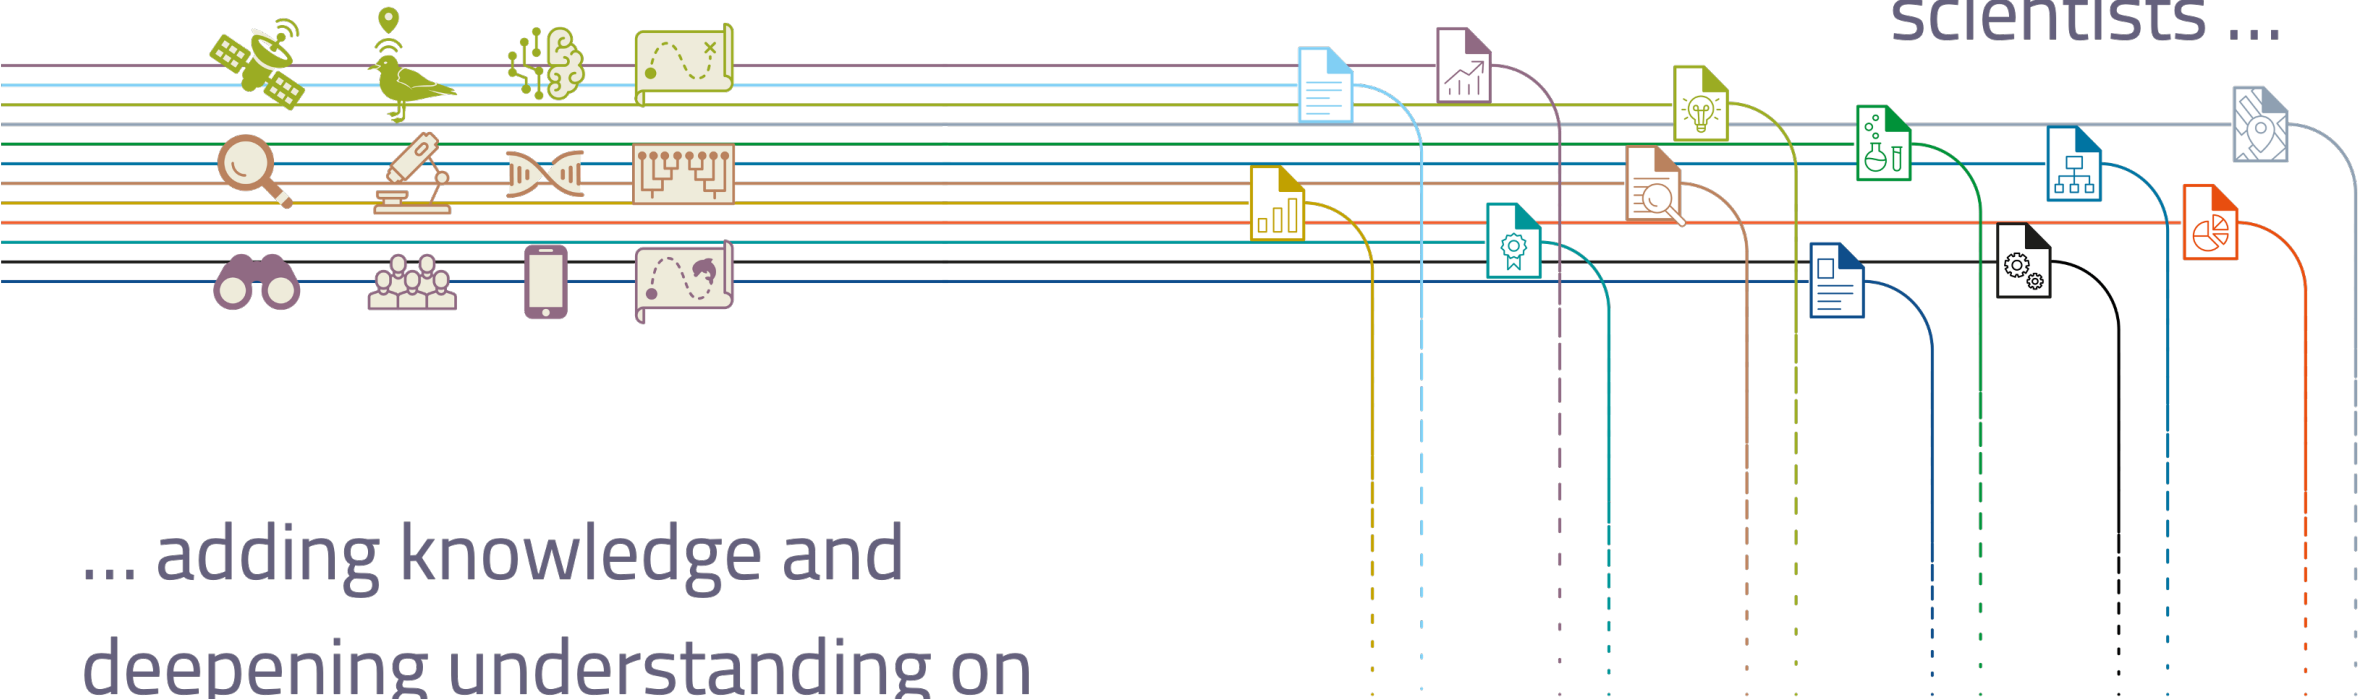 scientists ...
... adding knowledge and
deepening understanding on